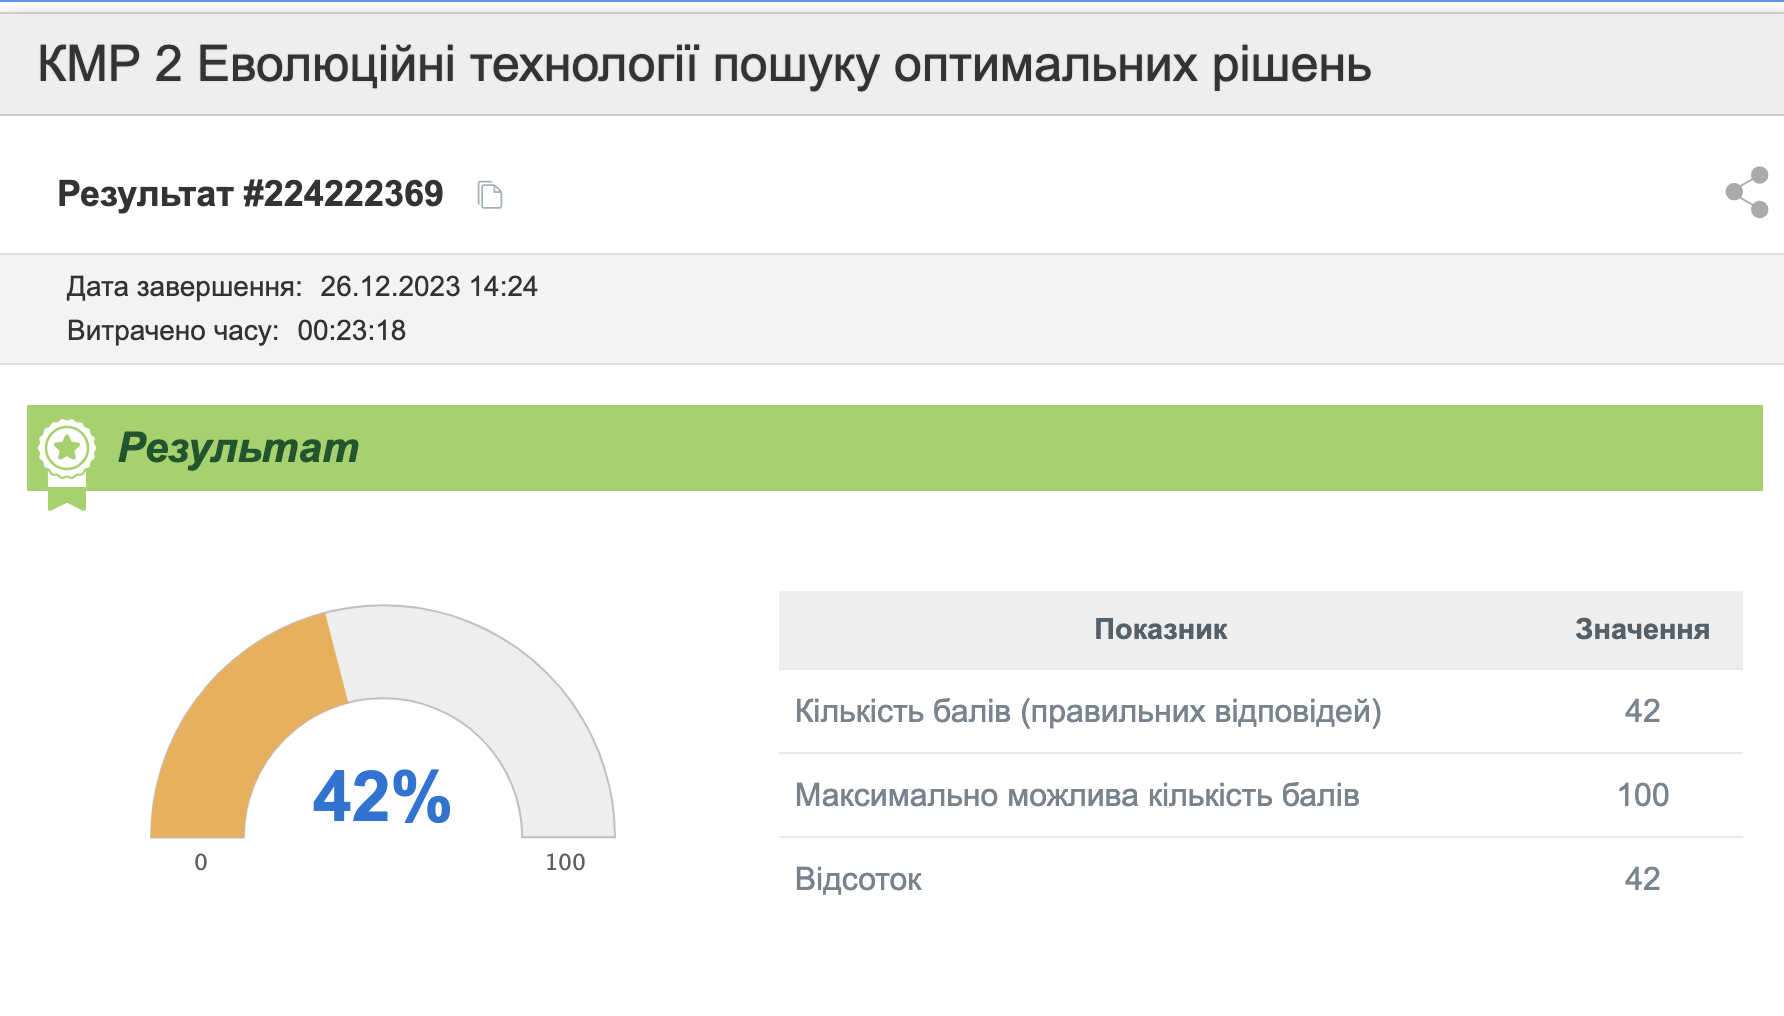 КМР 2 Еволюційні технології пошуку оптимальних рішень
Результат #224222369
Дата завершення: 26.12.2023 14:24
Витрачено часу: 00:23:18
Результат
42%
0 100
Показник Значення
Кількість балів (правильних відповідей) 42
Максимально можлива кількість балів 100
Відсоток 42